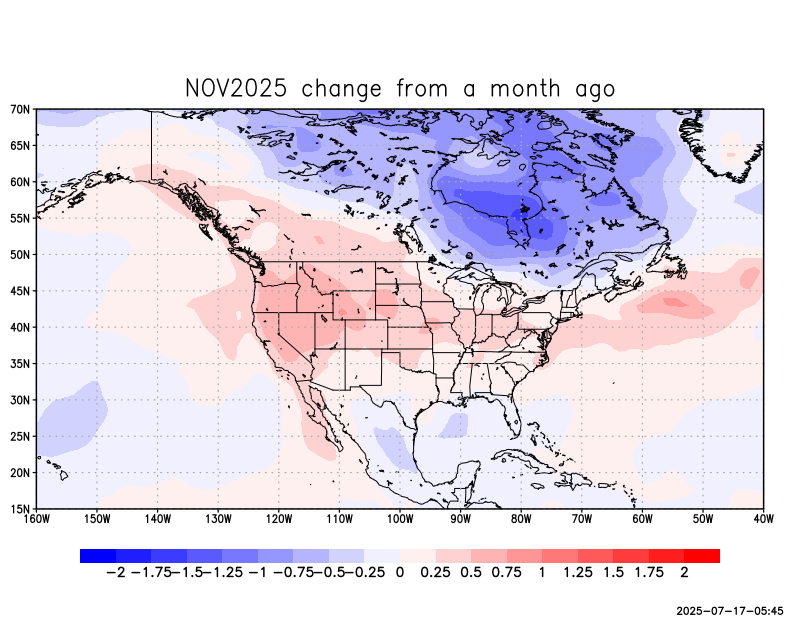 NOV2025 change from a month ago
70N
65N
60N
55N
50N
45N
40N
35N
30N
25N
20N
15N
160W 150W 140W 130W 120W 110W 100W 90W 80W 70W 60W 50W 40W
−2 −1.75 −1.5 −1.25 −1 −0.75 −0.5 −0.25 0 0.25 0.5 0.75 1 1.25 1.5 1.75 2
2025-07-17-05:45